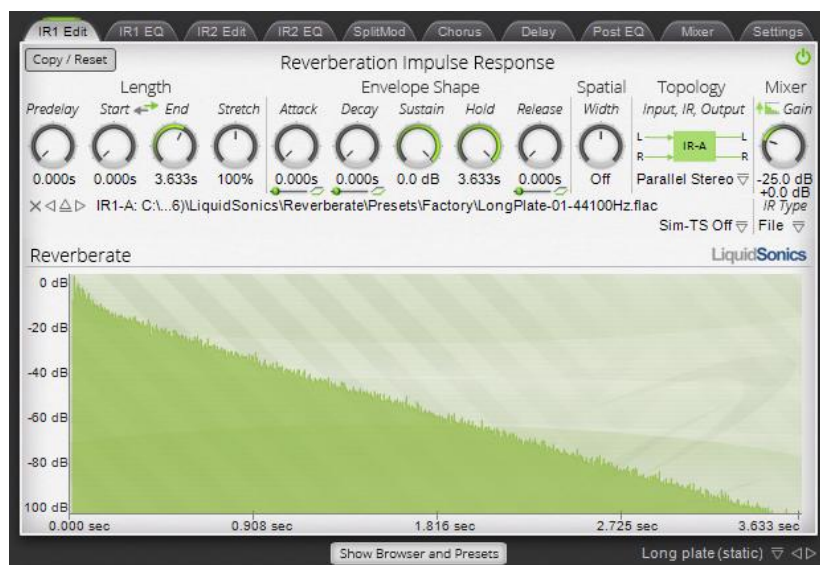 IR1 Edit IR1 EQ IR2 Edit IR2 EQ SplitMod Chorus Delay Post EQ Mixer Settings
Copy / Reset Reverberation Impulse Response
Length Envelope Shape Spatial Topology Mixer
Predelay Start End Stretch Attack Decay Sustain Hold Release Width Input, IR, Output Gain
L IR-A L
R R
0.000s 0.000s 3.633s 100% 0.000s 0.000s 0.0 dB 3.633s 0.000s Off Parallel Stereo -25.0 dB
+0.0 dB
IR1-A: C:\...6)\LiquidSonics\Reverberate\Presets\Factory\LongPlate-01-44100Hz.flac IR Type
Sim-TS Off File
Reverberate LiquidSonics
0 dB
-20 dB
-40 dB
-60 dB
-80 dB
100 dB
0.000 sec 0.908 sec 1.816 sec 2.725 sec 3.633 sec
Show Browser and Presets Long plate (static)